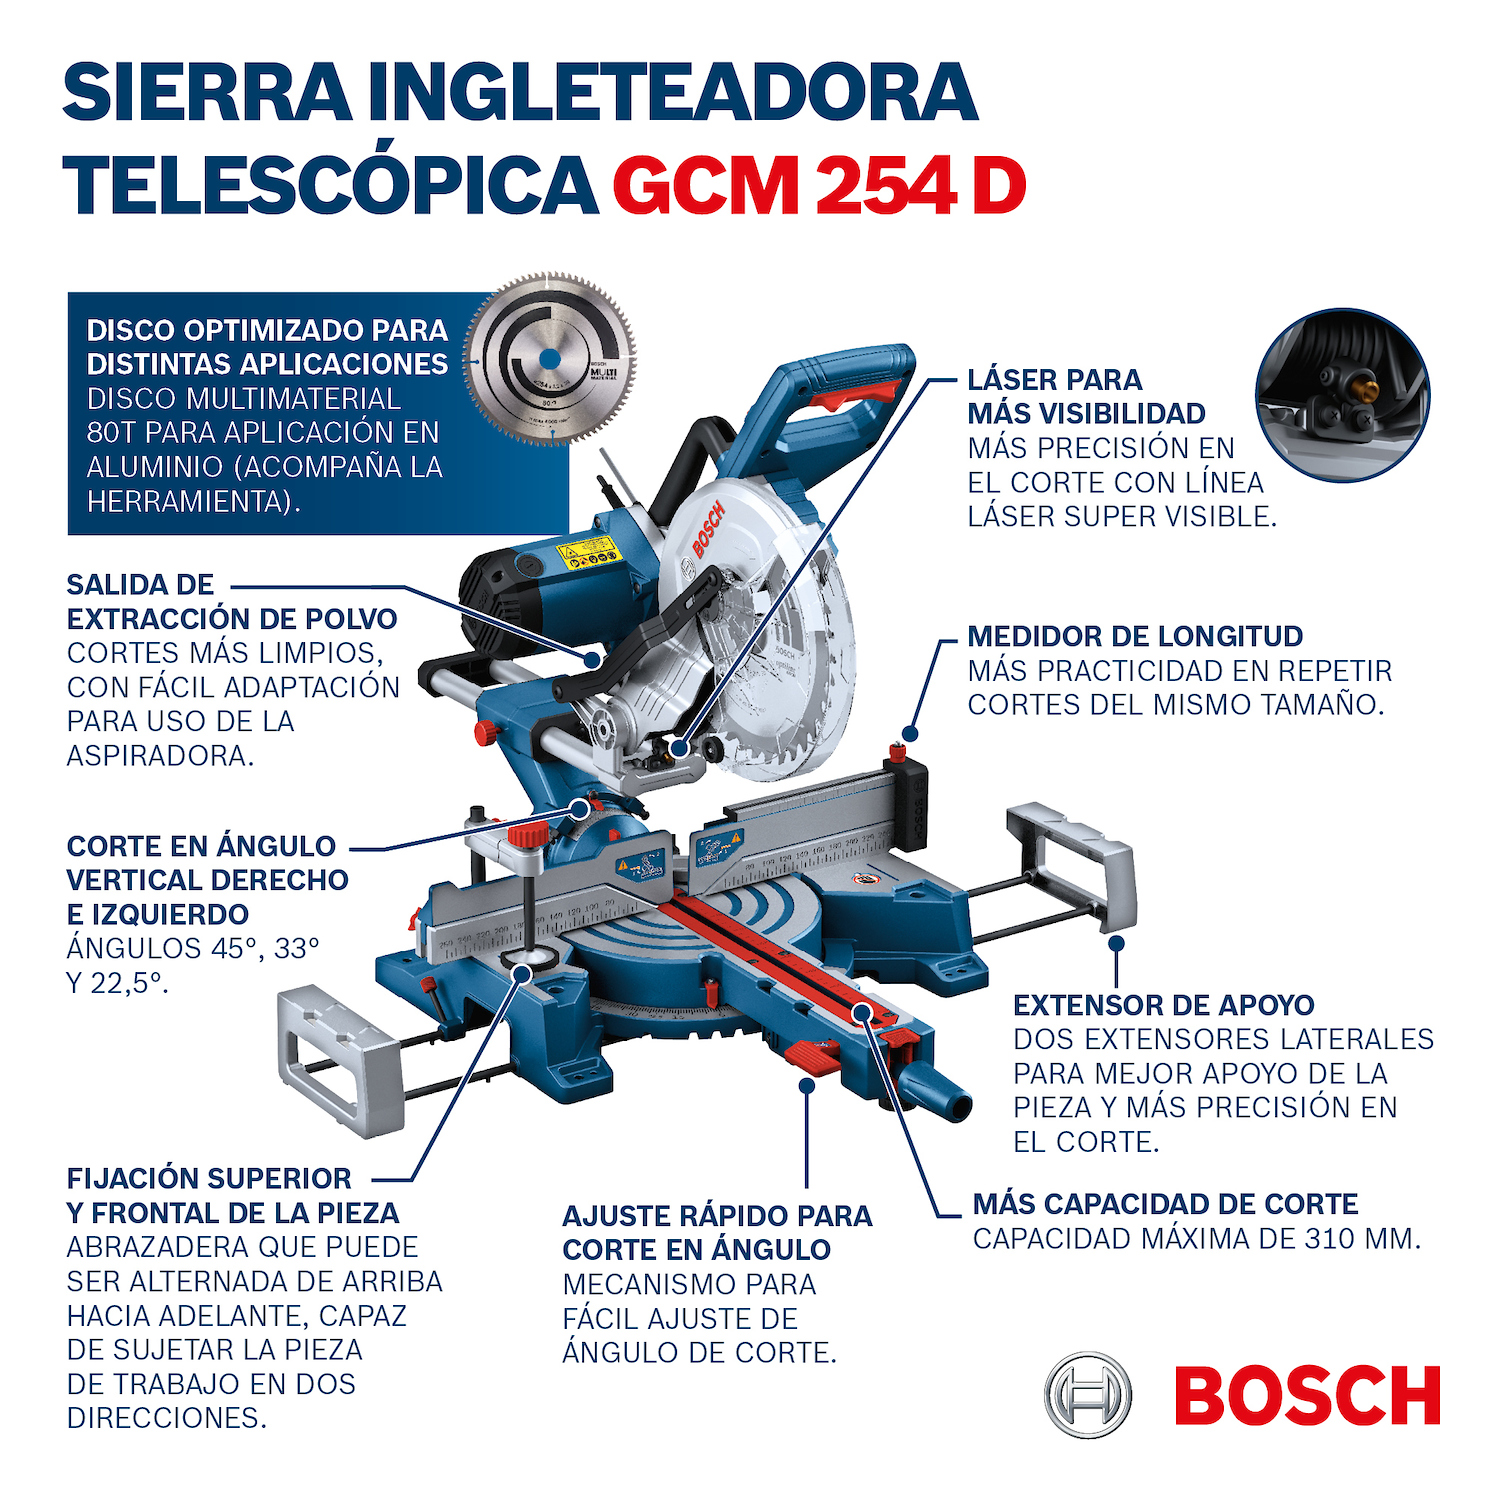 SIERRA INGLETEADORA
TELESCÓPICA GCM 254 D
DISCO OPTIMIZADO PARA
DISTINTAS APLICACIONES
DISCO MULTIMATERIAL
80T PARA APLICACIÓN EN
ALUMINIO (ACOMPAÑA LA
HERRAMIENTA).
BOSCH
MULTI
MATERIAL
LÁSER PARA
MÁS VISIBILIDAD
MÁS PRECISIÓN EN
EL CORTE CON LÍNEA
LÁSER SUPER VISIBLE.
BOSCH
SALIDA DE
EXTRACCIÓN DE POLVO
CORTES MÁS LIMPIOS,
CON FÁCIL ADAPTACIÓN
PARA USO DE LA
ASPIRADORA.
MEDIDOR DE LONGITUD
MÁS PRACTICIDAD EN REPETIR
CORTES DEL MISMO TAMAÑO.
BOSCH
CORTE EN ÁNGULO
VERTICAL DERECHO
E IZQUIERDO
ÁNGULOS 45°, 33°
Y 22,5°.
EXTENSOR DE APOYO
DOS EXTENSORES LATERALES
PARA MEJOR APOYO DE LA
PIEZA Y MÁS PRECISIÓN EN
EL CORTE.
FIJACIÓN SUPERIOR
Y FRONTAL DE LA PIEZA
ABRAZADERA QUE PUEDE
SER ALTERNADA DE ARRIBA
HACIA ADELANTE, CAPAZ
DE SUJETAR LA PIEZA
DE TRABAJO EN DOS
DIRECCIONES.
AJUSTE RÁPIDO PARA
CORTE EN ÁNGULO
MECANISMO PARA
FÁCIL AJUSTE DE
ÁNGULO DE CORTE.
MÁS CAPACIDAD DE CORTE
CAPACIDAD MÁXIMA DE 310 MM.
BOSCH